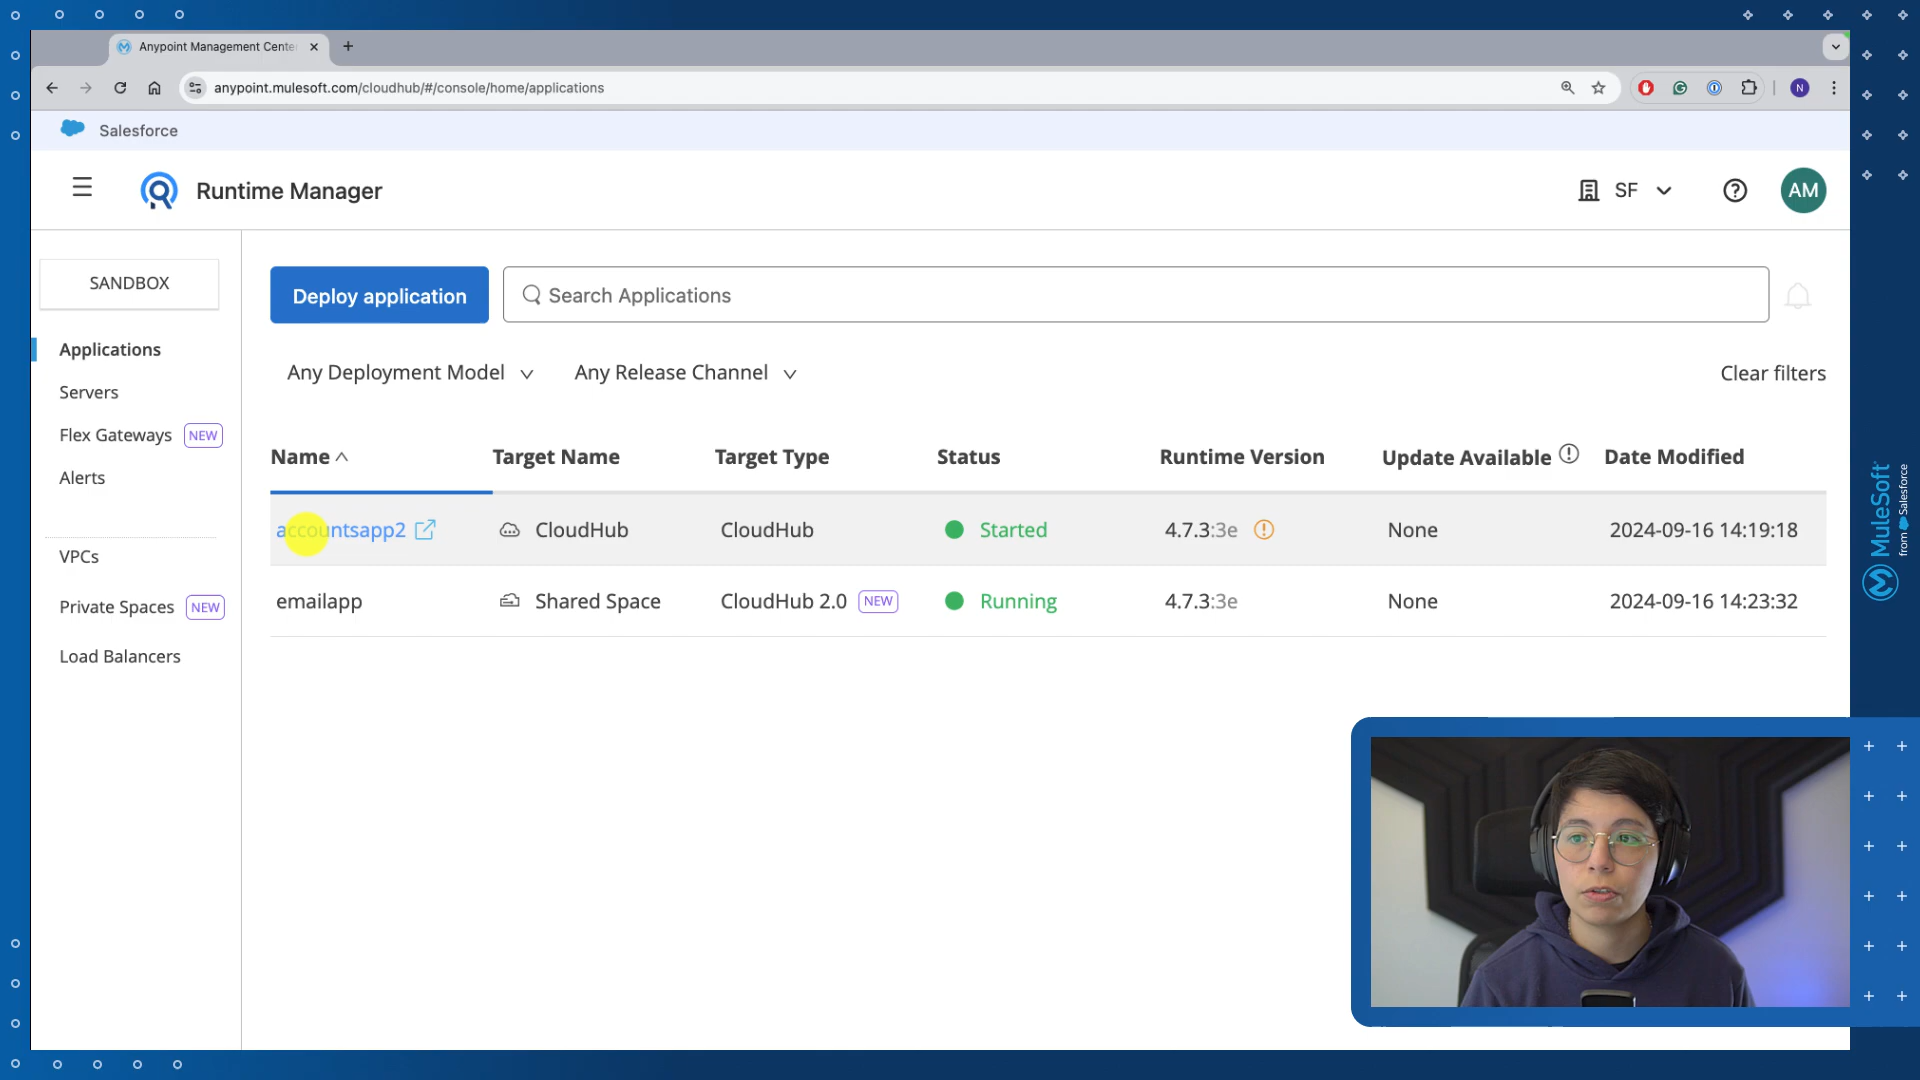 Anypoint Management Cente
anypoint.mulesoft.com/cloudhub/#/console/home/applications
N
Salesforce
Runtime Manager
SF
AM
SANDBOX
Applications
Servers
Flex Gateways NEW
Alerts
VPCs
Private Spaces NEW
Load Balancers
Deploy application
Search Applications
Any Deployment Model
Any Release Channel
Clear filters
Name Target Name Target Type Status Runtime Version Update Available Date Modified
accountsapp2 CloudHub CloudHub Started 4.7.3:3e None 2024-09-16 14:19:18
emailapp Shared Space CloudHub 2.0 NEW Running 4.7.3:3e None 2024-09-16 14:23:32
MuleSoft
from Salesforce